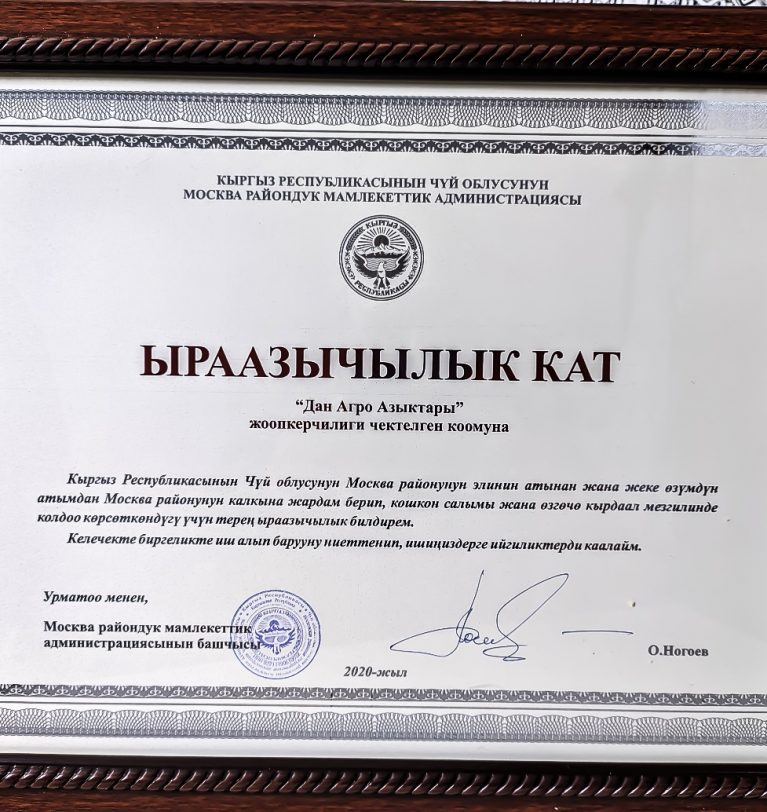 КЫРГЫЗ РЕСПУБЛИКАСЫНЫН ЧҮЙ ОБЛУСУНУН
МОСКВА РАЙОНДУК МАМЛЕКЕТТИК АДМИНИСТРАЦИЯСЫ
КЫРГЫЗ
РЕСПУБЛИКАСЫ
ЫРААЗЫЧЫЛЫК КАТ
“Дан Агро Азыктары”
жоопкерчилиги чектелген коомуна
Кыргыз Республикасынын Чүй облусунун Москва районунун элинин атынан жана жеке өзүмдүн
атымдан Москва районунун калкына жардам берип, кошкон салымы жана өзгөчө кырдаал мезгилинде
колдоо көрсөткөндүгү үчүн терең ыраазычылык билдирем.
Келечекте биргеликте иш алып барууну ниеттенип, ишиңиздерге ийгиликтерди каалайм.
Урматоо менен,
Москва райондук мамлекеттик
администрациясынын башчысы
О.Ногоев
2020-жыл